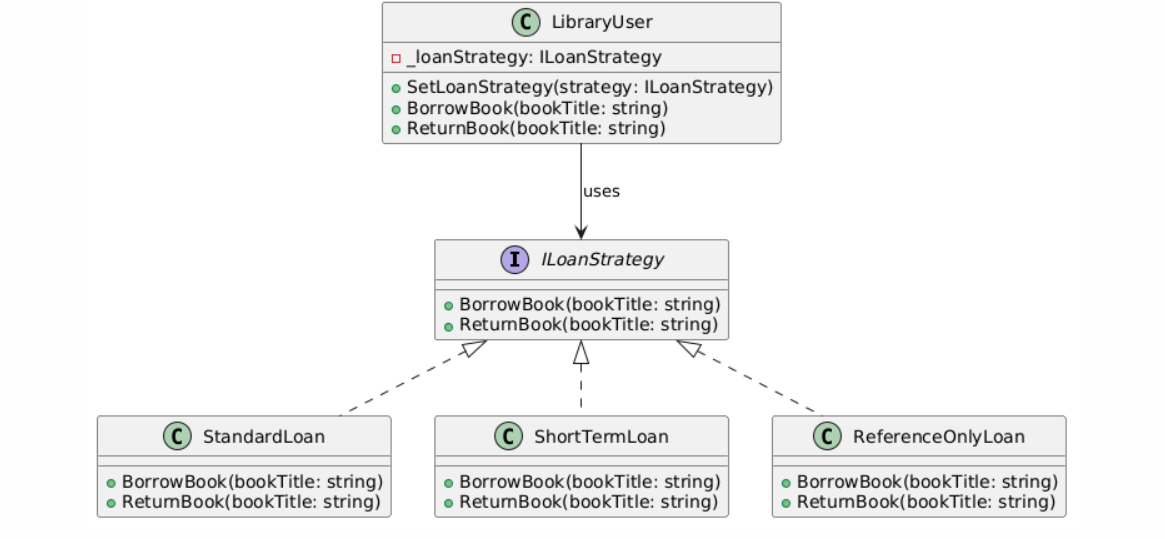 C LibraryUser
_loanStrategy: ILoanStrategy
SetLoanStrategy(strategy: ILoanStrategy)
BorrowBook(bookTitle: string)
ReturnBook(bookTitle: string)
uses
I ILoanStrategy
BorrowBook(bookTitle: string)
ReturnBook(bookTitle: string)
C StandardLoan
BorrowBook(bookTitle: string)
ReturnBook(bookTitle: string)
C ShortTermLoan
BorrowBook(bookTitle: string)
ReturnBook(bookTitle: string)
C ReferenceOnlyLoan
BorrowBook(bookTitle: string)
ReturnBook(bookTitle: string)